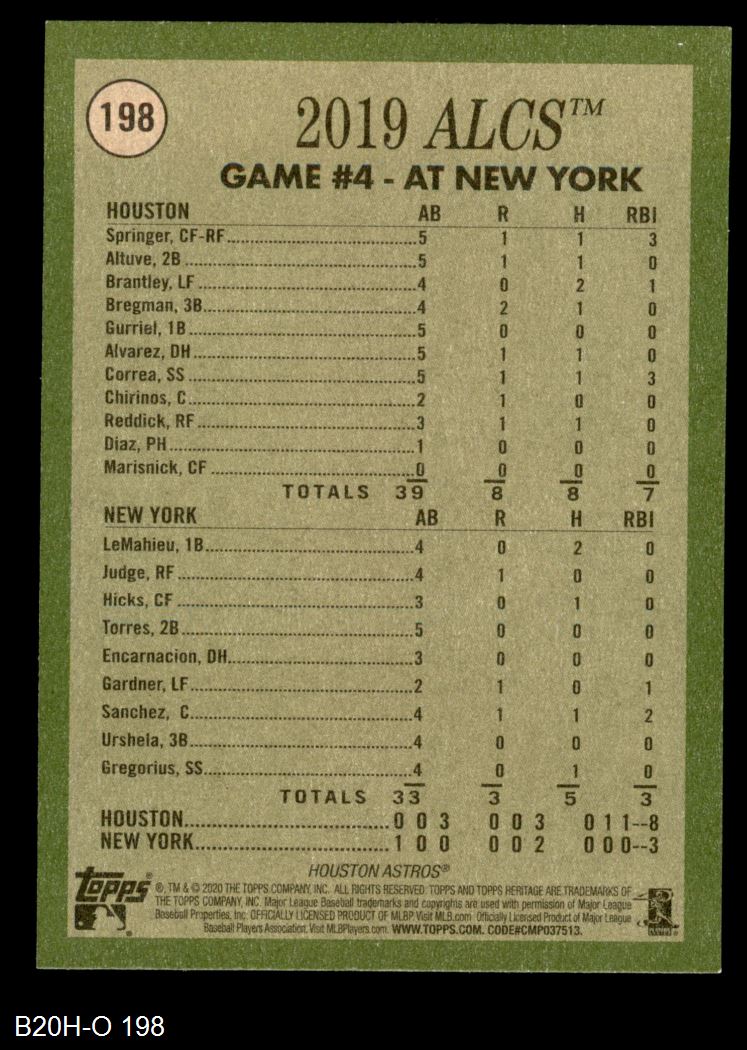 198
2019 ALCS™
GAME #4 - AT NEW YORK
HOUSTON AB R H RBI
Springer, CF-RF 5 1 1 3
Altuve, 2B 5 1 1 0
Brantley, LF 4 0 2 1
Bregman, 3B 4 2 1 0
Gurriel, 1B 5 0 0 0
Alvarez, DH 5 1 1 0
Correa, SS 5 1 1 3
Chirinos, C 2 1 0 0
Reddick, RF 3 1 1 0
Diaz, PH 1 0 0 0
Marisnick, CF 0 0 0 0
TOTALS 39 8 8 7
NEW YORK AB R H RBI
LeMahieu, 1B 4 0 2 0
Judge, RF 4 1 0 0
Hicks, CF 3 0 1 0
Torres, 2B 5 0 0 0
Encarnacion, DH 3 0 0 0
Gardner, LF 2 1 0 1
Sanchez, C 4 1 1 2
Urshela, 3B 4 0 0 0
Gregorius, SS 4 0 1 0
TOTALS 33 3 5 3
HOUSTON 0 0 3 0 0 3 0 1 1--8
NEW YORK 1 0 0 0 0 2 0 0 0--3
HOUSTON ASTROS®
topps®
®, TM & © 2020 THE TOPPS COMPANY, INC. ALL RIGHTS RESERVED. TOPPS AND TOPPS HERITAGE ARE TRADEMARKS OF
THE TOPPS COMPANY, INC. Major League Baseball trademarks and copyrights are used with permission of Major League
Baseball Properties, Inc. OFFICIALLY LICENSED PRODUCT OF MLBP Visit MLB.com Officially Licensed Product of Major League
Baseball Players Association. Visit MLBPlayers.com. WWW.TOPPS.COM. CODE#CMP037513.
B20H-O 198